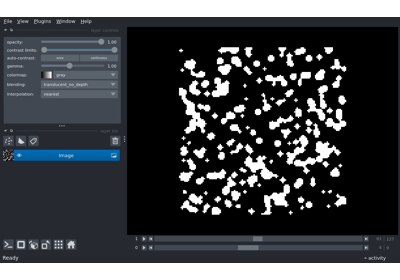 File View Plugins Window Help
opacity: 1.00
contrast limits:
auto-contrast: once continuous
gamma: 1.00
colormap: gray
blending: translucent_no_depth
interpolation: nearest
Image
1
0
Ready
activity